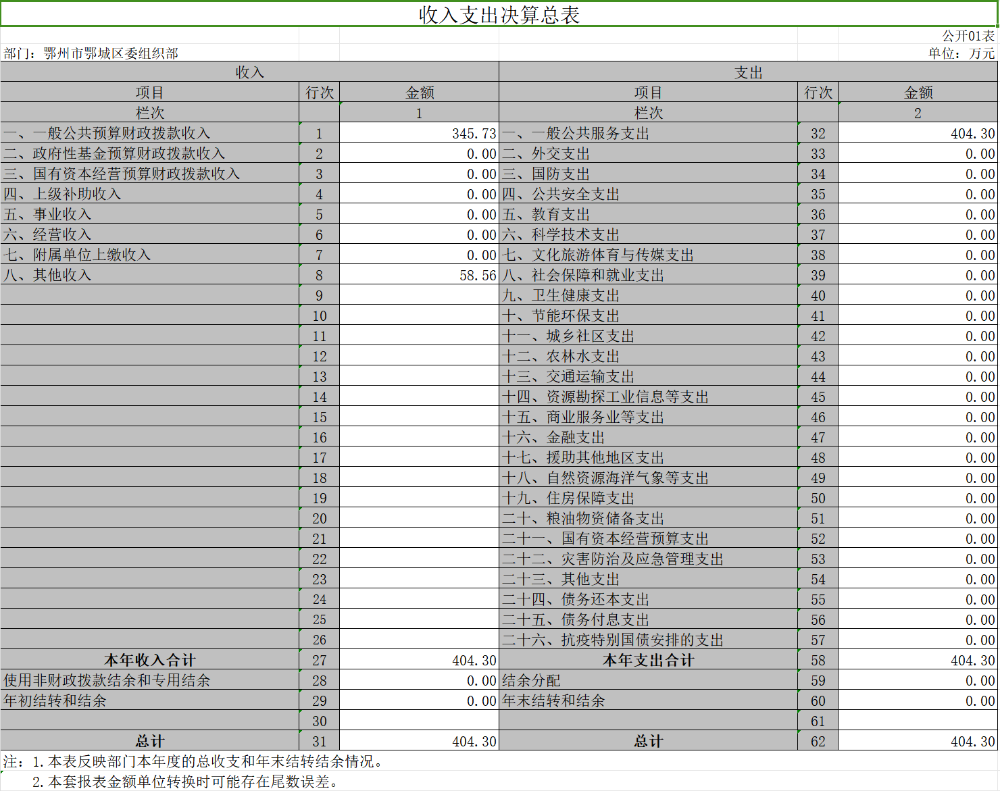 收入支出决算总表
公开01表
部门：鄂州市鄂城区委组织部 单位：万元
收入 支出
项目 行次 金额 项目 行次 金额
栏次 1 栏次 2
一、一般公共预算财政拨款收入 1 345.73 一、一般公共服务支出 32 404.30
二、政府性基金预算财政拨款收入 2 0.00 二、外交支出 33 0.00
三、国有资本经营预算财政拨款收入 3 0.00 三、国防支出 34 0.00
四、上级补助收入 4 0.00 四、公共安全支出 35 0.00
五、事业收入 5 0.00 五、教育支出 36 0.00
六、经营收入 6 0.00 六、科学技术支出 37 0.00
七、附属单位上缴收入 7 0.00 七、文化旅游体育与传媒支出 38 0.00
八、其他收入 8 58.56 八、社会保障和就业支出 39 0.00
9 九、卫生健康支出 40 0.00
10 十、节能环保支出 41 0.00
11 十一、城乡社区支出 42 0.00
12 十二、农林水支出 43 0.00
13 十三、交通运输支出 44 0.00
14 十四、资源勘探工业信息等支出 45 0.00
15 十五、商业服务业等支出 46 0.00
16 十六、金融支出 47 0.00
17 十七、援助其他地区支出 48 0.00
18 十八、自然资源海洋气象等支出 49 0.00
19 十九、住房保障支出 50 0.00
20 二十、粮油物资储备支出 51 0.00
21 二十一、国有资本经营预算支出 52 0.00
22 二十二、灾害防治及应急管理支出 53 0.00
23 二十三、其他支出 54 0.00
24 二十四、债务还本支出 55 0.00
25 二十五、债务付息支出 56 0.00
26 二十六、抗疫特别国债安排的支出 57 0.00
本年收入合计 27 404.30 本年支出合计 58 404.30
使用非财政拨款结余和专用结余 28 0.00 结余分配 59 0.00
年初结转和结余 29 0.00 年末结转和结余 60 0.00
30 61
总计 31 404.30 总计 62 404.30
注：1.本表反映部门本年度的总收支和年末结转结余情况。
2.本套报表金额单位转换时可能存在尾数误差。